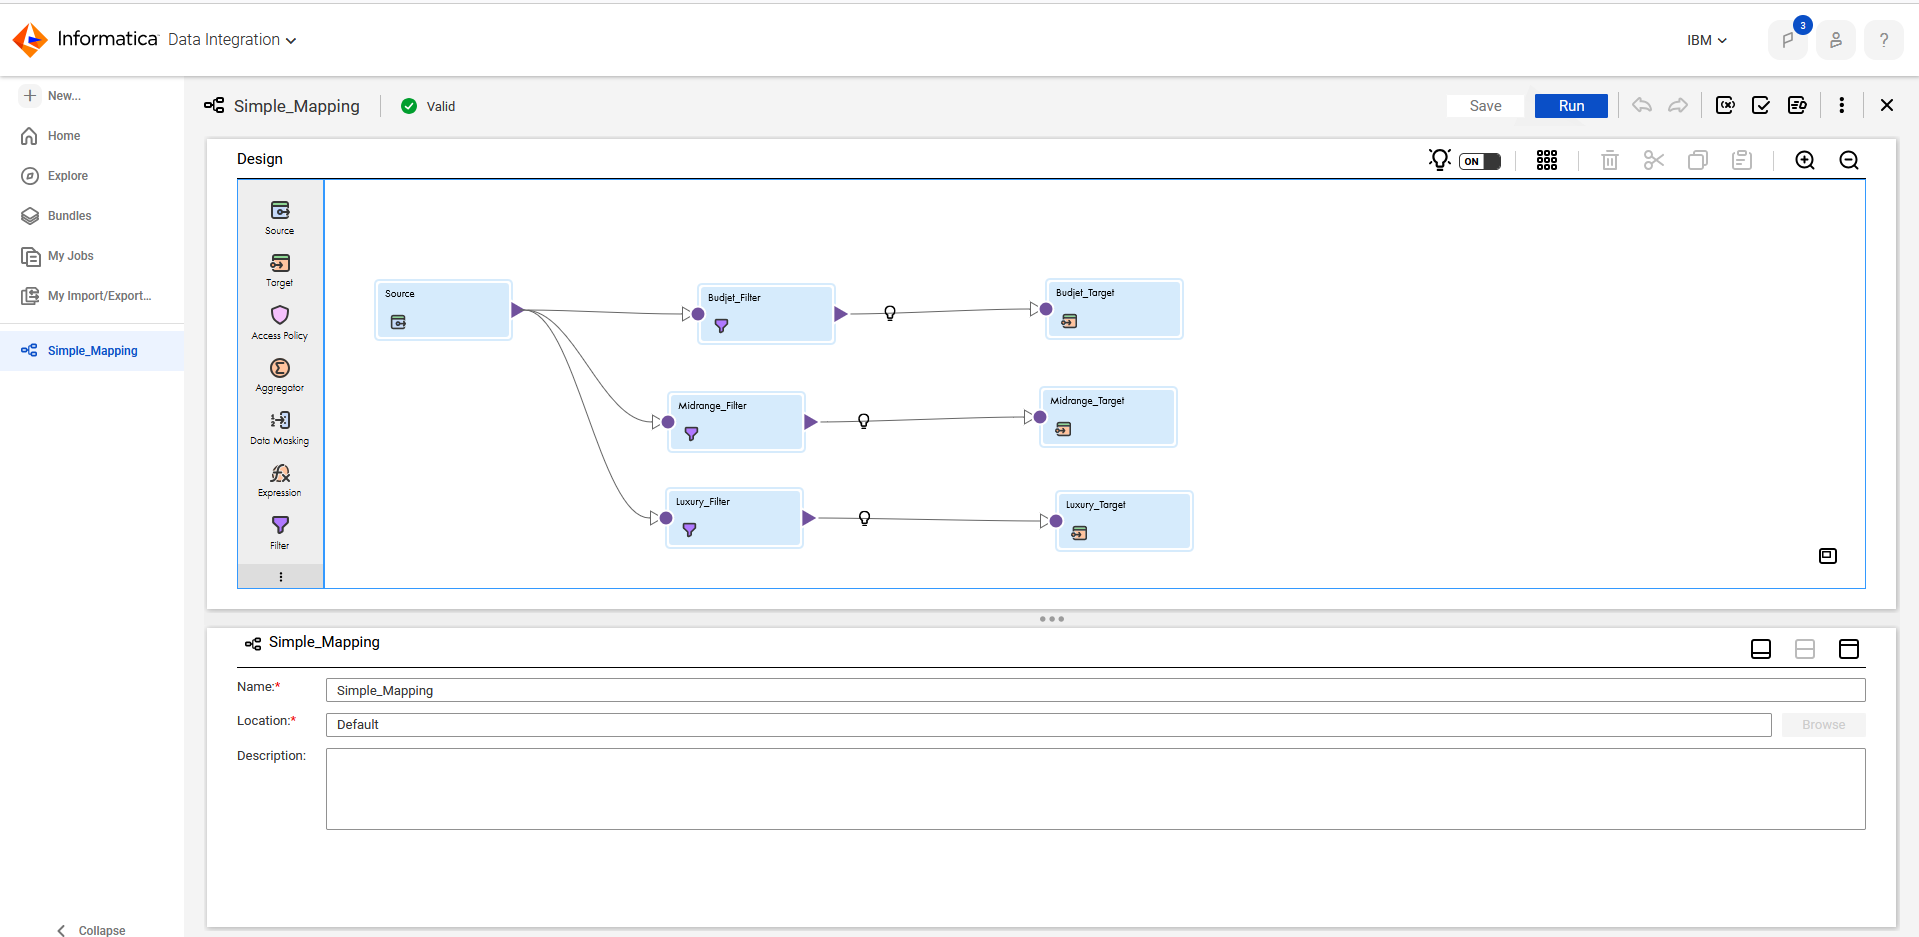 Informatica Data Integration
IBM
3
?
New...
Home
Explore
Bundles
My Jobs
My Import/Export...
Simple_Mapping
Collapse
Simple_Mapping
Valid
Save
Run
Design
ON
Source
Target
Access Policy
Aggregator
Data Masking
Expression
Filter
Source
Budjet_Filter
Budjet_Target
Midrange_Filter
Midrange_Target
Luxury_Filter
Luxury_Target
Simple_Mapping
Name:*
Simple_Mapping
Location:*
Default
Browse
Description: